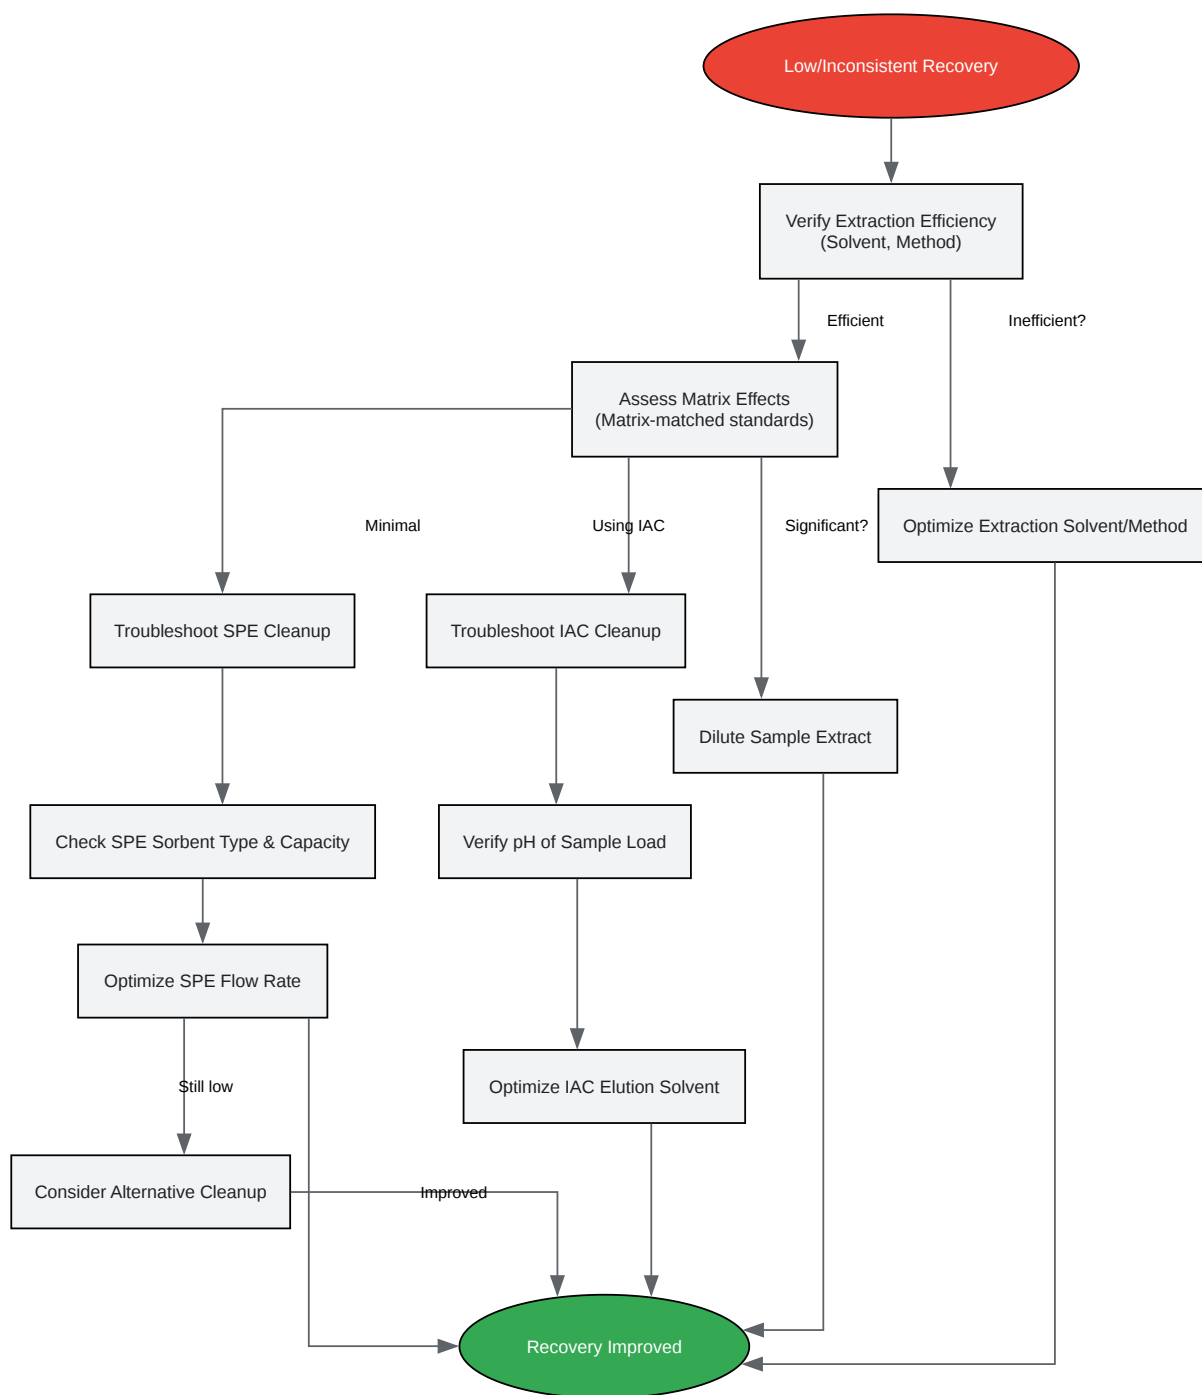 Low/Inconsistent Recovery
Verify Extraction Efficiency
(Solvent, Method)
Efficient
Inefficient?
Assess Matrix Effects
(Matrix-matched standards)
Minimal
Using IAC
Significant?
Optimize Extraction Solvent/Method
Troubleshoot SPE Cleanup
Troubleshoot IAC Cleanup
Dilute Sample Extract
Check SPE Sorbent Type & Capacity
Verify pH of Sample Load
Optimize SPE Flow Rate
Still low
Optimize IAC Elution Solvent
Consider Alternative Cleanup
Improved
Recovery Improved